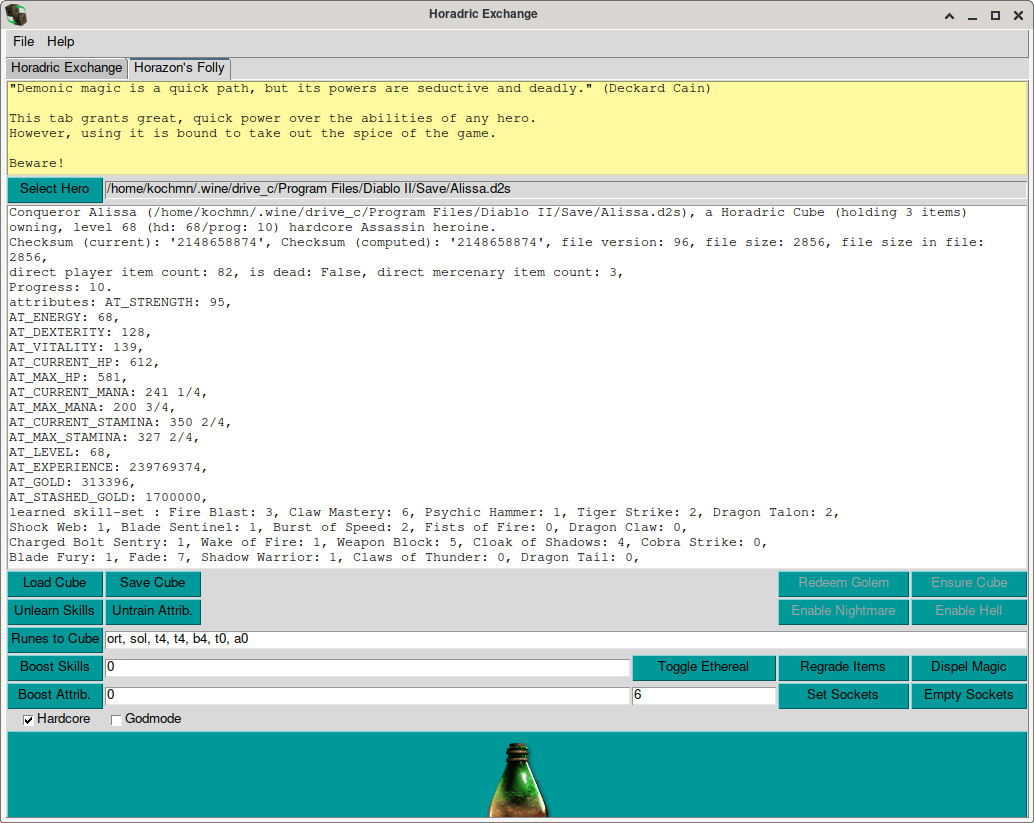 Horadric Exchange
File Help
Horadric Exchange Horazon's Folly
"Demonic magic is a quick path, but its powers are seductive and deadly." (Deckard Cain)
This tab grants great, quick power over the abilities of any hero.
However, using it is bound to take out the spice of the game.
Beware!
Select Hero /home/kochmn/.wine/drive_c/Program Files/Diablo II/Save/Alissa.d2s
Conqueror Alissa (/home/kochmn/.wine/drive_c/Program Files/Diablo II/Save/Alissa.d2s), a Horadric Cube (holding 3 items)
owning, level 68 (hd: 68/prog: 10) hardcore Assassin heroine.
Checksum (current): '2148658874', Checksum (computed): '2148658874', file version: 96, file size: 2856, file size in file:
2856,
direct player item count: 82, is dead: False, direct mercenary item count: 3,
Progress: 10.
attributes: AT_STRENGTH: 95,
AT_ENERGY: 68,
AT_DEXTERITY: 128,
AT_VITALITY: 139,
AT_CURRENT_HP: 612,
AT_MAX_HP: 581,
AT_CURRENT_MANA: 241 1/4,
AT_MAX_MANA: 200 3/4,
AT_CURRENT_STAMINA: 350 2/4,
AT_MAX_STAMINA: 327 2/4,
AT_LEVEL: 68,
AT_EXPERIENCE: 239769374,
AT_GOLD: 313396,
AT_STASHED_GOLD: 1700000,
learned skill-set : Fire Blast: 3, Claw Mastery: 6, Psychic Hammer: 1, Tiger Strike: 2, Dragon Talon: 2,
Shock Web: 1, Blade Sentinel: 1, Burst of Speed: 2, Fists of Fire: 0, Dragon Claw: 0,
Charged Bolt Sentry: 1, Wake of Fire: 1, Weapon Block: 5, Cloak of Shadows: 4, Cobra Strike: 0,
Blade Fury: 1, Fade: 7, Shadow Warrior: 1, Claws of Thunder: 0, Dragon Tail: 0,
Load Cube Save Cube Redeem Golem Ensure Cube
Unlearn Skills Untrain Attrib. Enable Nightmare Enable Hell
Runes to Cube ort, sol, t4, t4, b4, t0, a0
Boost Skills 0 Toggle Ethereal Regrade Items Dispel Magic
Boost Attrib. 0 6 Set Sockets Empty Sockets
Hardcore Godmode